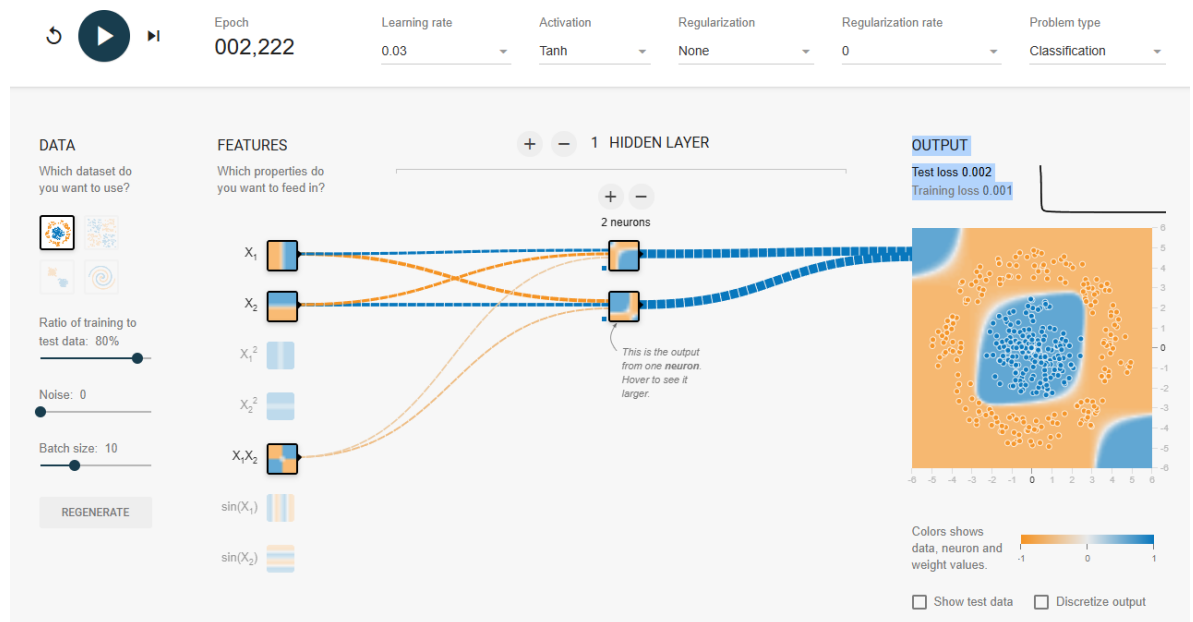 Epoch
002,222
Learning rate
0.03
Activation
Tanh
Regularization
None
Regularization rate
0
Problem type
Classification
DATA
Which dataset do
you want to use?
Ratio of training to
test data: 80%
Noise: 0
Batch size: 10
REGENERATE
FEATURES
Which properties do
you want to feed in?
X1
X2
X1²
X2²
X1X2
sin(X1)
sin(X2)
+ − 1 HIDDEN LAYER
+ −
2 neurons
This is the output
from one neuron.
Hover to see it
larger.
OUTPUT
Test loss 0.002
Training loss 0.001
6
5
4
3
2
1
0
-1
-2
-3
-4
-5
-6
-6 -5 -4 -3 -2 -1 0 1 2 3 4 5 6
Colors shows
data, neuron and
weight values.
-1 0 1
Show test data
Discretize output